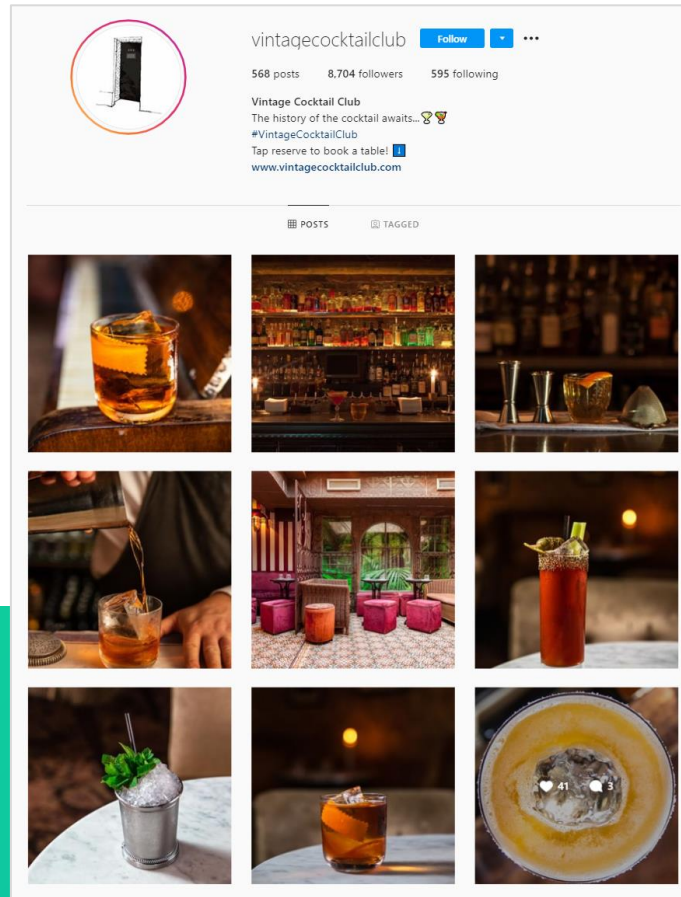 vintagecocktailclub Follow
568 posts 8,704 followers 595 following
Vintage Cocktail Club
The history of the cocktail awaits...
#VintageCocktailClub
Tap reserve to book a table!
www.vintagecocktailclub.com
POSTS TAGGED
41 3